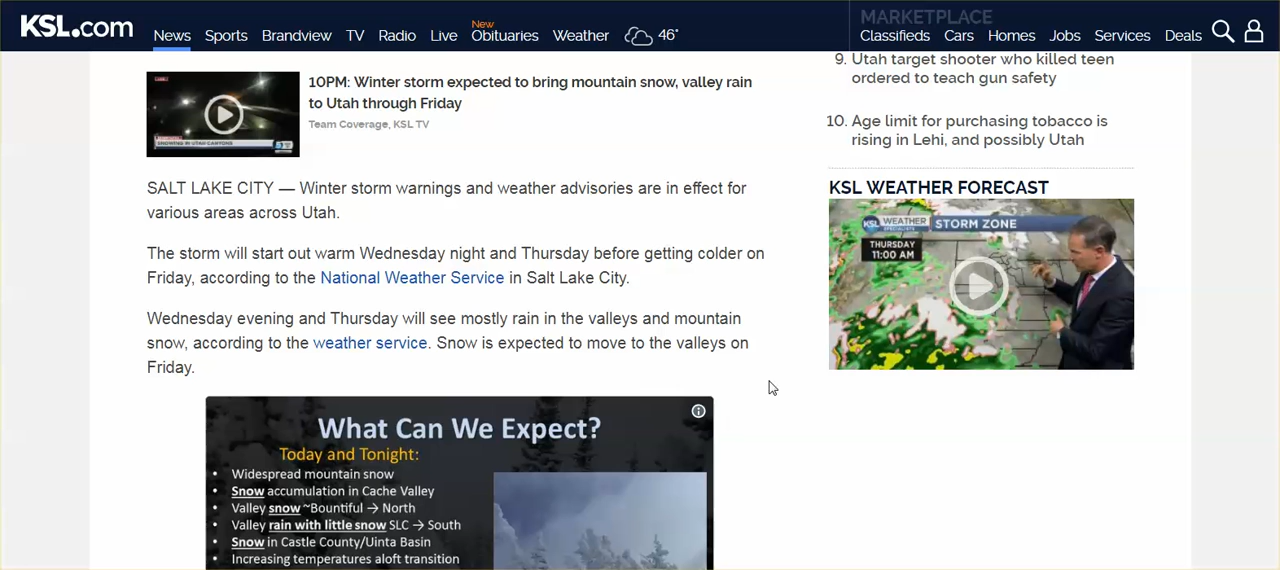 KSL.com
News
Sports
Brandview
TV
Radio
Live
New
Obituaries
Weather
46°
MARKETPLACE
Classifieds
Cars
Homes
Jobs
Services
Deals
10PM: Winter storm expected to bring mountain snow, valley rain
to Utah through Friday
Team Coverage, KSL TV
SNOWING IN UTAH CANYONS
SALT LAKE CITY — Winter storm warnings and weather advisories are in effect for
various areas across Utah.
The storm will start out warm Wednesday night and Thursday before getting colder on
Friday, according to the National Weather Service in Salt Lake City.
Wednesday evening and Thursday will see mostly rain in the valleys and mountain
snow, according to the weather service. Snow is expected to move to the valleys on
Friday.
What Can We Expect?
Today and Tonight:
• Widespread mountain snow
• Snow accumulation in Cache Valley
• Valley snow ~Bountiful → North
• Valley rain with little snow SLC → South
• Snow in Castle County/Uinta Basin
• Increasing temperatures aloft transition
9. Utah target shooter who killed teen
ordered to teach gun safety
10. Age limit for purchasing tobacco is
rising in Lehi, and possibly Utah
KSL WEATHER FORECAST
KSL WEATHER
SPECIALISTS
STORM ZONE
THURSDAY
11:00 AM